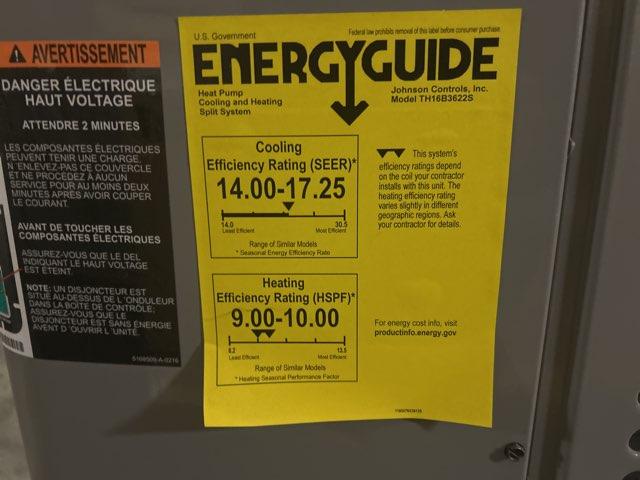 AVERTISSEMENT
DANGER ÉLECTRIQUE
HAUT VOLTAGE
ATTENDRE 2 MINUTES
LES COMPOSANTES ÉLECTRIQUES
PEUVENT TENIR UNE CHARGE.
N'ENLEVEZ-PAS CE COUVERCLE
ET NE PROCÉDEZ À AUCUN
SERVICE POUR AU MOINS DEUX
MINUTES APRÈS AVOIR COUPER
LE COURANT.
AVANT DE TOUCHER LES
COMPOSANTES ÉLECTRIQUES
ASSUREZ-VOUS QUE LE DEL
INDIQUANT LE HAUT VOLTAGE
EST ÉTEINT.
NOTE: UN DISJONCTEUR EST
SITUÉ AU-DESSUS DE L'ONDULEUR
DANS LA BOÎTE DE CONTRÔLE;
ASSUREZ-VOUS QUE LE
DISJONCTEUR EST SANS ÉNERGIE
AVENT D'OUVRIR L'UNITÉ.
5168509-A-0216
U.S. Government
Federal law prohibits removal of this label before consumer purchase.
ENERGYGUIDE
Heat Pump
Cooling and Heating
Split System
Johnson Controls, Inc.
Model TH16B3622S
Cooling
Efficiency Rating (SEER)*
14.00-17.25
14.0 30.5
Least Efficient Most Efficient
Range of Similar Models
* Seasonal Energy Efficiency Rate
This system's
efficiency ratings depend
on the coil your contractor
installs with this unit. The
heating efficiency rating
varies slightly in different
geographic regions. Ask
your contractor for details.
Heating
Efficiency Rating (HSPF)*
9.00-10.00
8.2 13.5
Least Efficient Most Efficient
Range of Similar Models
* Heating Seasonal Performance Factor
For energy cost info, visit
productinfo.energy.gov